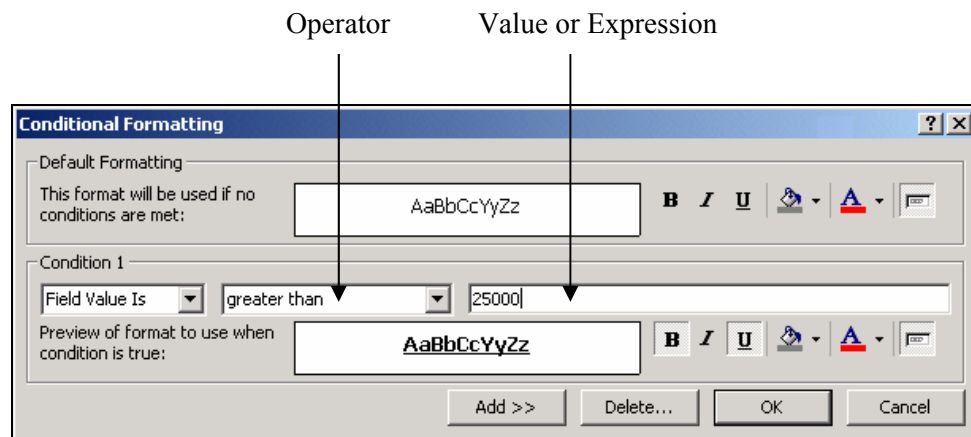 Operator Value or Expression
Conditional Formatting
Default Formatting
This format will be used if no
conditions are met:
AaBbCcYyZz
B I U A
Condition 1
Field Value Is greater than 25000
Preview of format to use when
condition is true:
AaBbCcYyZz
B I U A
Add >> Delete... OK Cancel